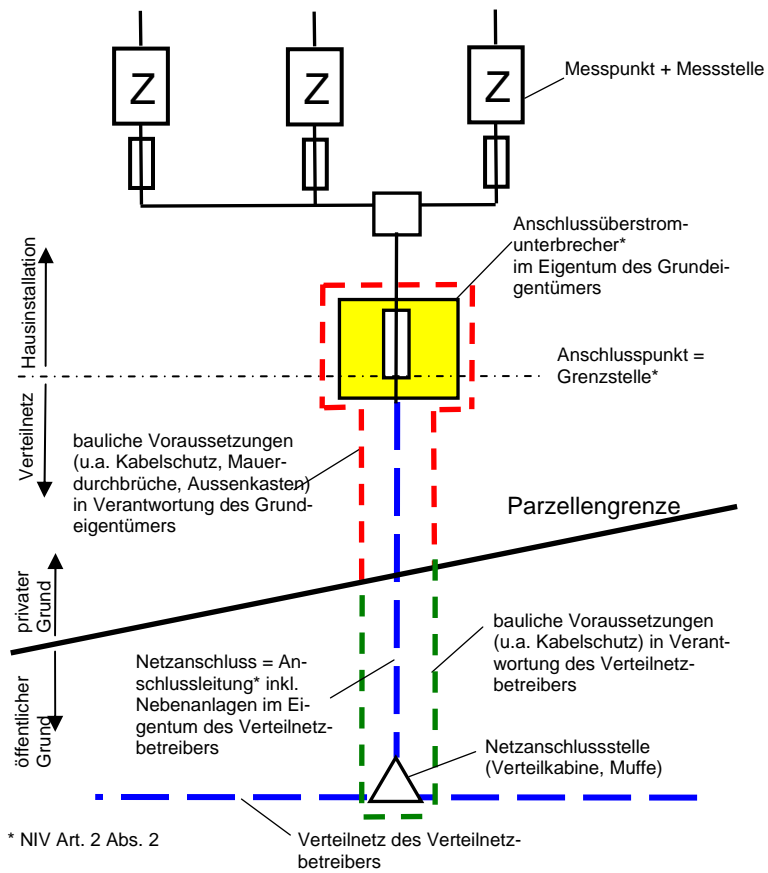 Z
Z
Z
Messpunkt + Messstelle
Anschlussüberstrom-
unterbrecher*
im Eigentum des Grundei-
gentümers
Hausinstallation
Anschlusspunkt =
Grenzstelle*
Verteilnetz
bauliche Voraussetzungen
(u.a. Kabelschutz, Mauer-
durchbrüche, Aussenkasten)
in Verantwortung des Grund-
eigentümers
Parzellengrenze
privater
Grund
bauliche Voraussetzungen
(u.a. Kabelschutz) in Verant-
wortung des Verteilnetz-
betreibers
Netzanschluss = An-
schlussleitung* inkl.
Nebenanlagen im Ei-
gentum des Verteilnetz-
betreibers
öffentlicher
Grund
Netzanschlussstelle
(Verteilkabine, Muffe)
* NIV Art. 2 Abs. 2
Verteilnetz des Verteilnetz-
betreibers